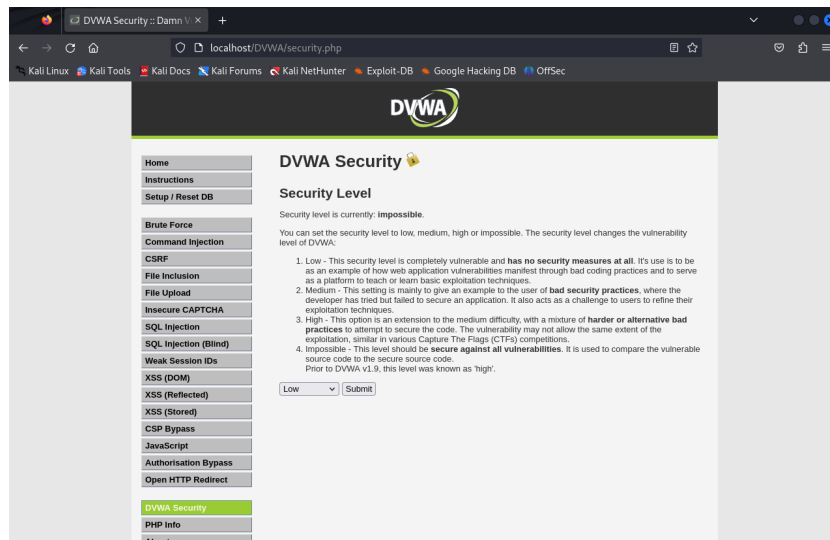 DVWA Security :: Damn Vu
localhost/DVWA/security.php
Kali Linux Kali Tools Kali Docs Kali Forums Kali NetHunter Exploit-DB Google Hacking DB OffSec
DVWA
Home
Instructions
Setup / Reset DB
Brute Force
Command Injection
CSRF
File Inclusion
File Upload
Insecure CAPTCHA
SQL Injection
SQL Injection (Blind)
Weak Session IDs
XSS (DOM)
XSS (Reflected)
XSS (Stored)
CSP Bypass
JavaScript
Authorisation Bypass
Open HTTP Redirect
DVWA Security
PHP Info
DVWA Security
Security Level
Security level is currently: impossible.
You can set the security level to low, medium, high or impossible. The security level changes the vulnerability
level of DVWA:
1. Low - This security level is completely vulnerable and has no security measures at all. It's use is to be
as an example of how web application vulnerabilities manifest through bad coding practices and to serve
as a platform to teach or learn basic exploitation techniques.
2. Medium - This setting is mainly to give an example to the user of bad security practices, where the
developer has tried but failed to secure an application. It also acts as a challenge to users to refine their
exploitation techniques.
3. High - This option is an extension to the medium difficulty, with a mixture of harder or alternative bad
practices to attempt to secure the code. The vulnerability may not allow the same extent of the
exploitation, similar in various Capture The Flags (CTFs) competitions.
4. Impossible - This level should be secure against all vulnerabilities. It is used to compare the vulnerable
source code to the secure source code.
Prior to DVWA v1.9, this level was known as 'high'.
Low Submit